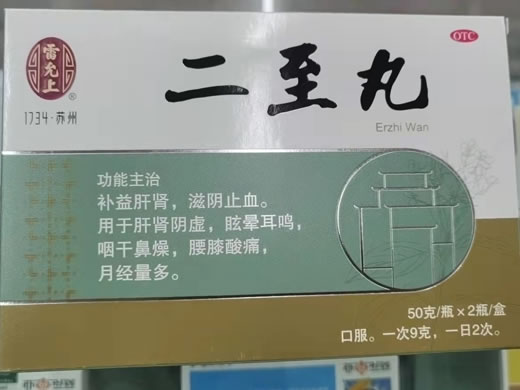 雷允上
®
1734·苏州
OTC
二至丸
Erzhi Wan
功能主治
补益肝肾，滋阴止血。
用于肝肾阴虚，眩晕耳鸣，
咽干鼻燥，腰膝酸痛，
月经量多。
50克/瓶×2瓶/盒
口服。一次9克，一日2次。